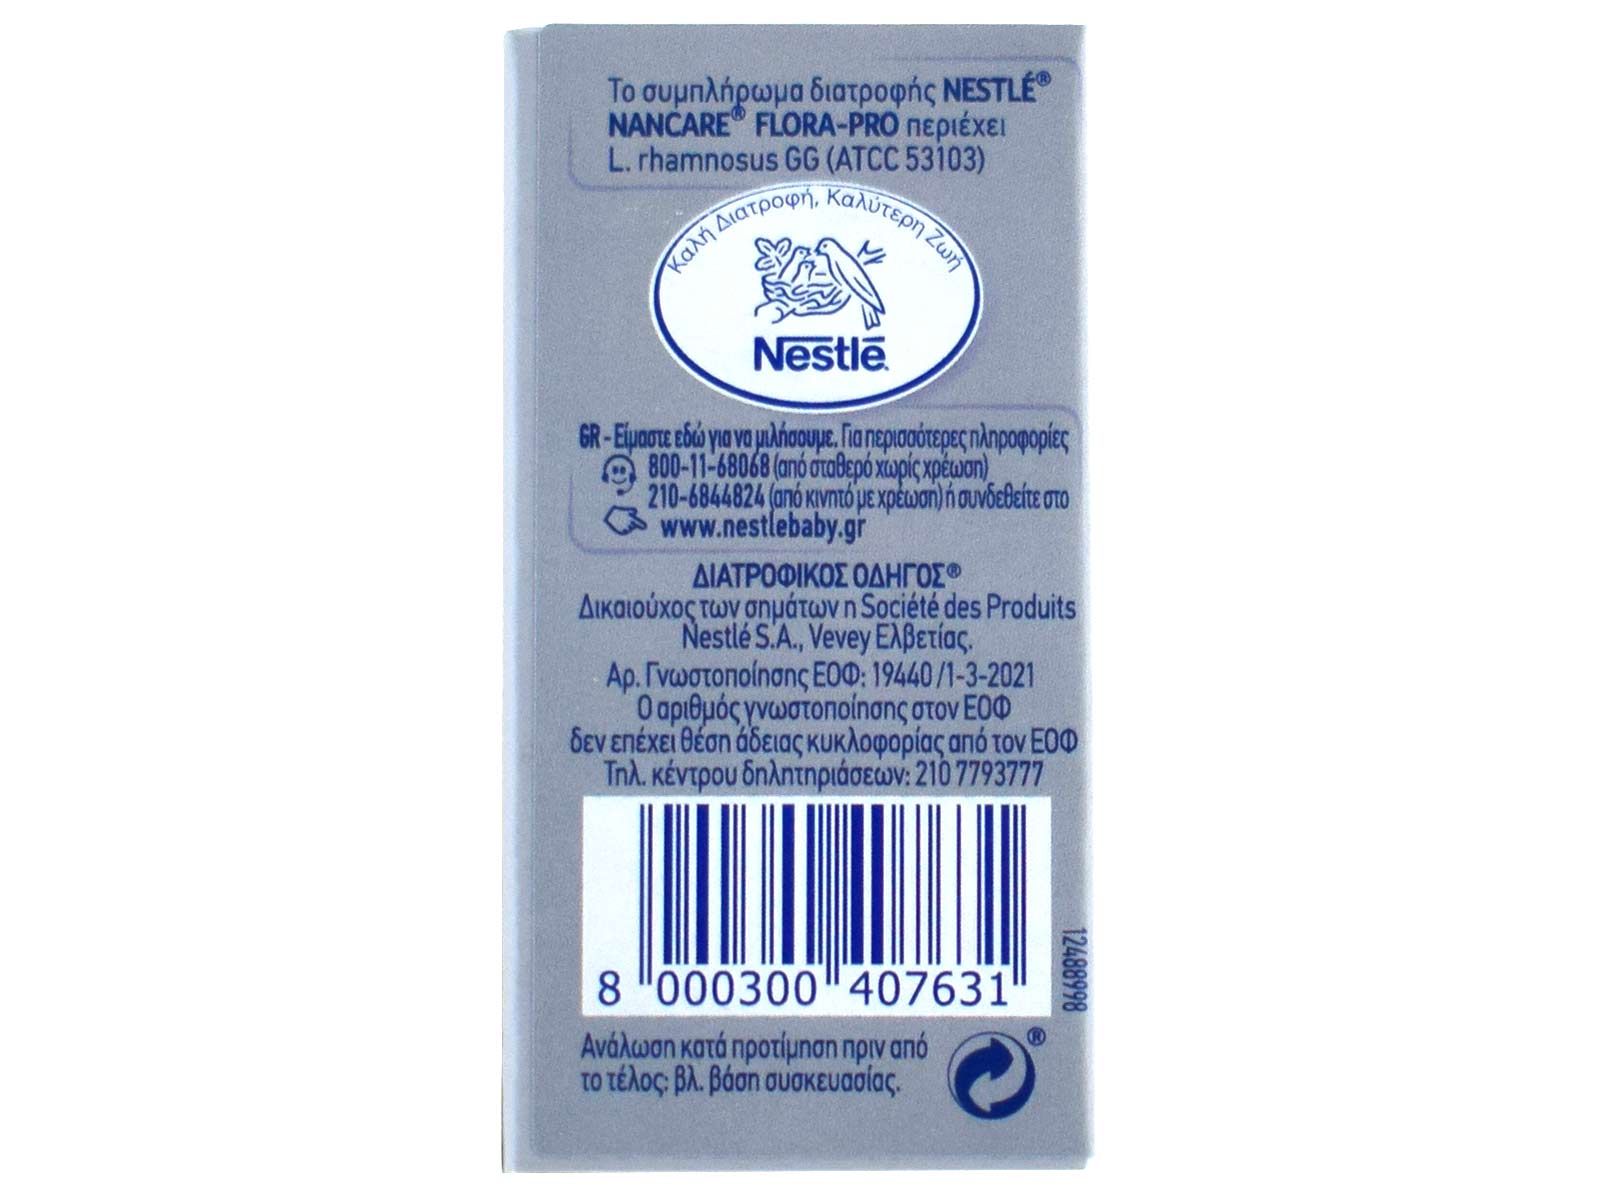 Το συμπλήρωμα διατροφής NESTLÉ®
NANCARE® FLORA-PRO περιέχει
L. rhamnosus GG (ATCC 53103)
Καλή Διατροφή, Καλύτερη Ζωή
Nestlé
GR - Είμαστε εδώ για να μιλήσουμε. Για περισσότερες πληροφορίες
800-11-68068 (από σταθερό χωρίς χρέωση)
210-6844824 (από κινητό με χρέωση) ή συνδεθείτε στο
www.nestlebaby.gr
ΔΙΑΤΡΟΦΙΚΟΣ ΟΔΗΓΟΣ®
Δικαιούχος των σημάτων η Société des Produits
Nestlé S.A., Vevey Ελβετίας.
Αρ. Γνωστοποίησης ΕΟΦ: 19440 /1-3-2021
Ο αριθμός γνωστοποίησης στον ΕΟΦ
δεν επέχει θέση άδειας κυκλοφορίας από τον ΕΟΦ
Τηλ. κέντρου δηλητηριάσεων: 210 7793777
8 000300 407631
12488998
Ανάλωση κατά προτίμηση πριν από
το τέλος: βλ. βάση συσκευασίας.
®